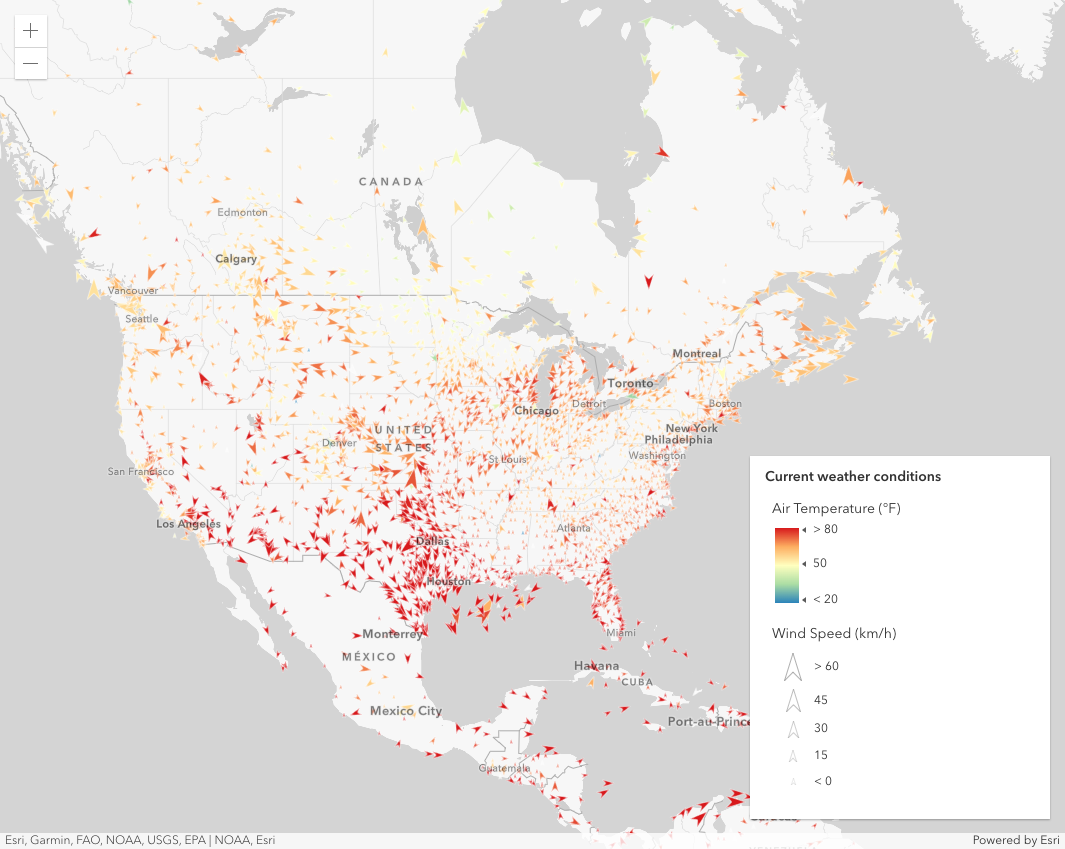 +
−
CANADA
Edmonton
Calgary
Vancouver
Seattle
Montreal
Toronto
Boston
Detroit
Chicago
New York
Philadelphia
UNITED
STATES
Denver
Washington
St Louis
San Francisco
Los Angeles
Atlanta
Dallas
Houston
Monterrey
Miami
MÉXICO
Havana
CUBA
Mexico City
Port-au-Prince
Guatemala
Current weather conditions
Air Temperature (°F)
> 80
50
< 20
Wind Speed (km/h)
> 60
45
30
15
< 0
Esri, Garmin, FAO, NOAA, USGS, EPA | NOAA, Esri
Powered by Esri